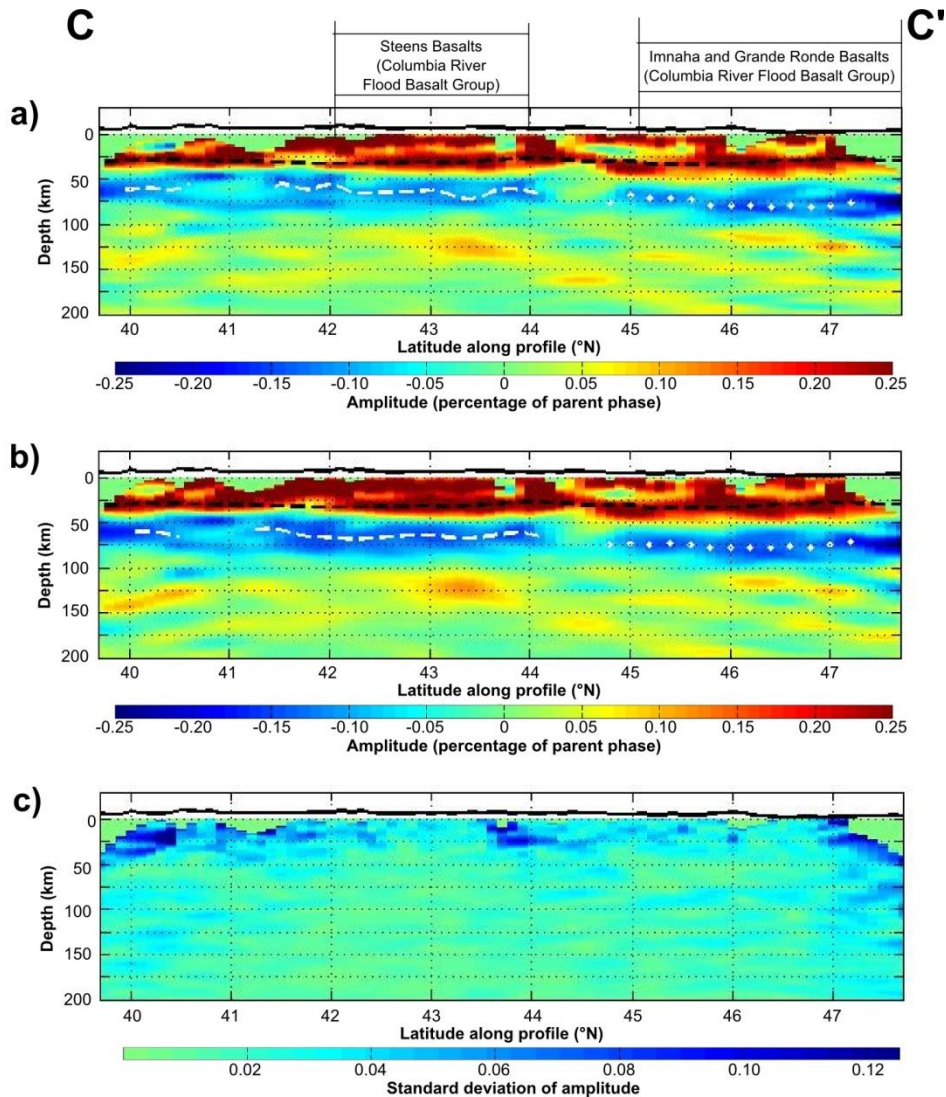 C
C'
Steens Basalts
(Columbia River
Flood Basalt Group)
Imnaha and Grande Ronde Basalts
(Columbia River Flood Basalt Group)
a)
0
50
100
150
200
Depth (km)
40 41 42 43 44 45 46 47
Latitude along profile (°N)
-0.25 -0.20 -0.15 -0.10 -0.05 0 0.05 0.10 0.15 0.20 0.25
Amplitude (percentage of parent phase)
b)
0
50
100
150
200
Depth (km)
40 41 42 43 44 45 46 47
Latitude along profile (°N)
-0.25 -0.20 -0.15 -0.10 -0.05 0 0.05 0.10 0.15 0.20 0.25
Amplitude (percentage of parent phase)
c)
0
50
100
150
200
Depth (km)
40 41 42 43 44 45 46 47
Latitude along profile (°N)
0.02 0.04 0.06 0.08 0.10 0.12
Standard deviation of amplitude